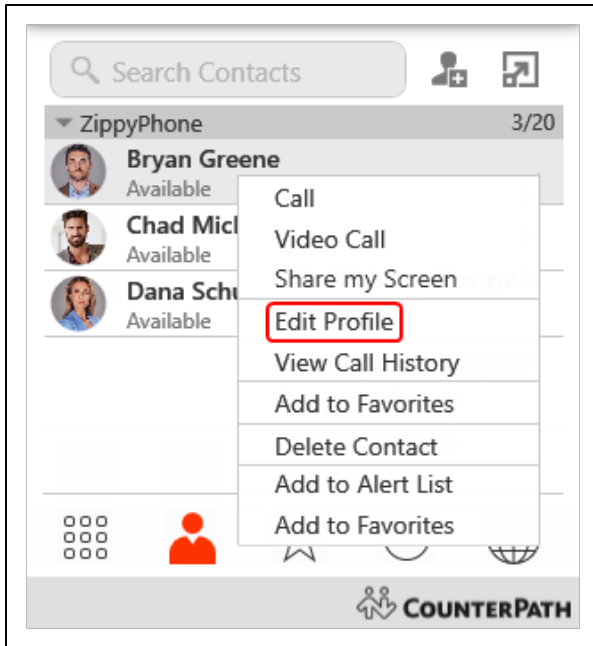 Search Contacts
ZippyPhone 3/20
Bryan Greene
Available
Chad Micl
Available
Dana Schu
Available
Call
Video Call
Share my Screen
Edit Profile
View Call History
Add to Favorites
Delete Contact
Add to Alert List
Add to Favorites
COUNTERPATH